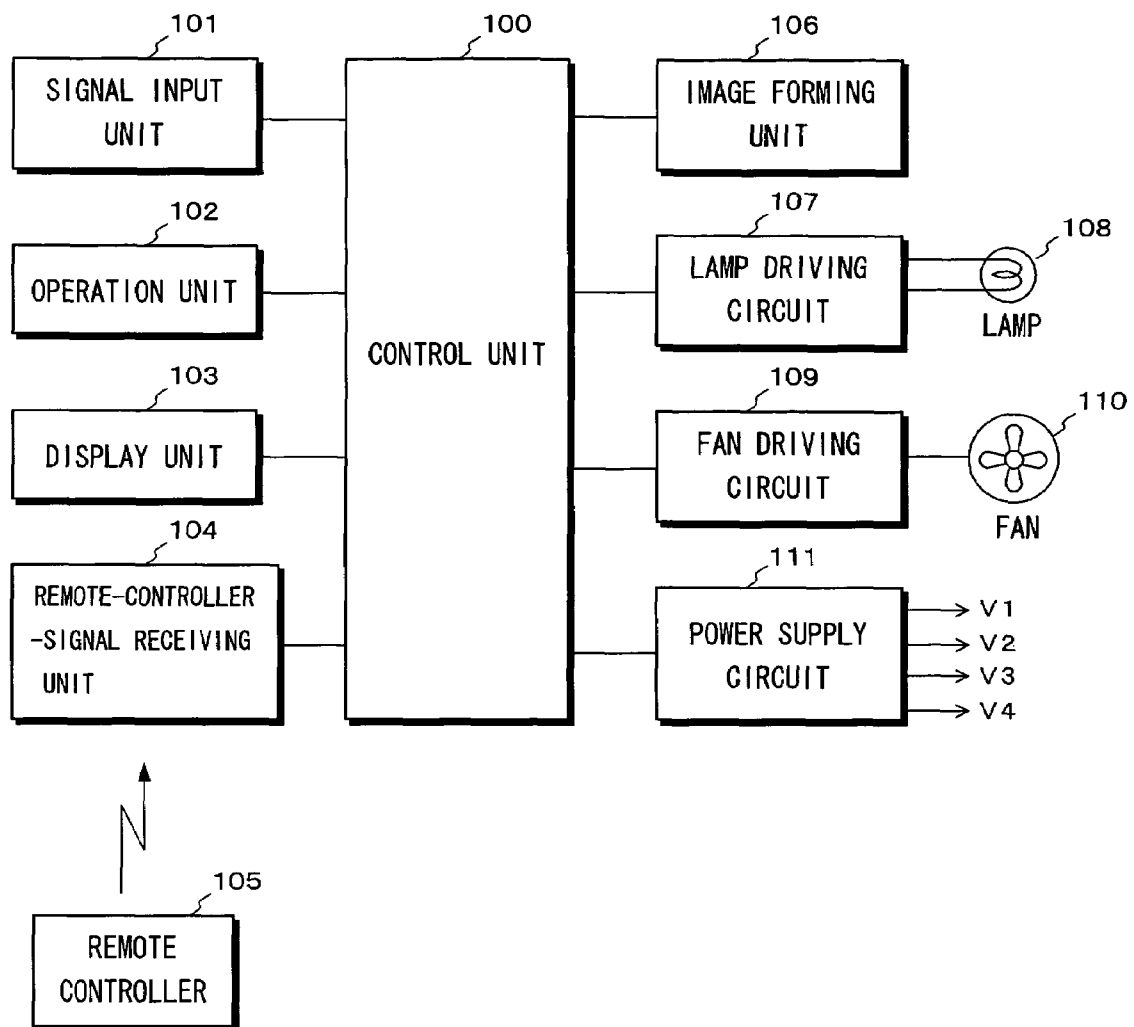 101
SIGNAL INPUT
UNIT
102
OPERATION UNIT
103
DISPLAY UNIT
104
REMOTE-CONTROLLER
-SIGNAL RECEIVING
UNIT
105
REMOTE
CONTROLLER
100
CONTROL UNIT
106
IMAGE FORMING
UNIT
107
LAMP DRIVING
CIRCUIT
108
LAMP
109
FAN DRIVING
CIRCUIT
110
FAN
111
POWER SUPPLY
CIRCUIT
V1
V2
V3
V4